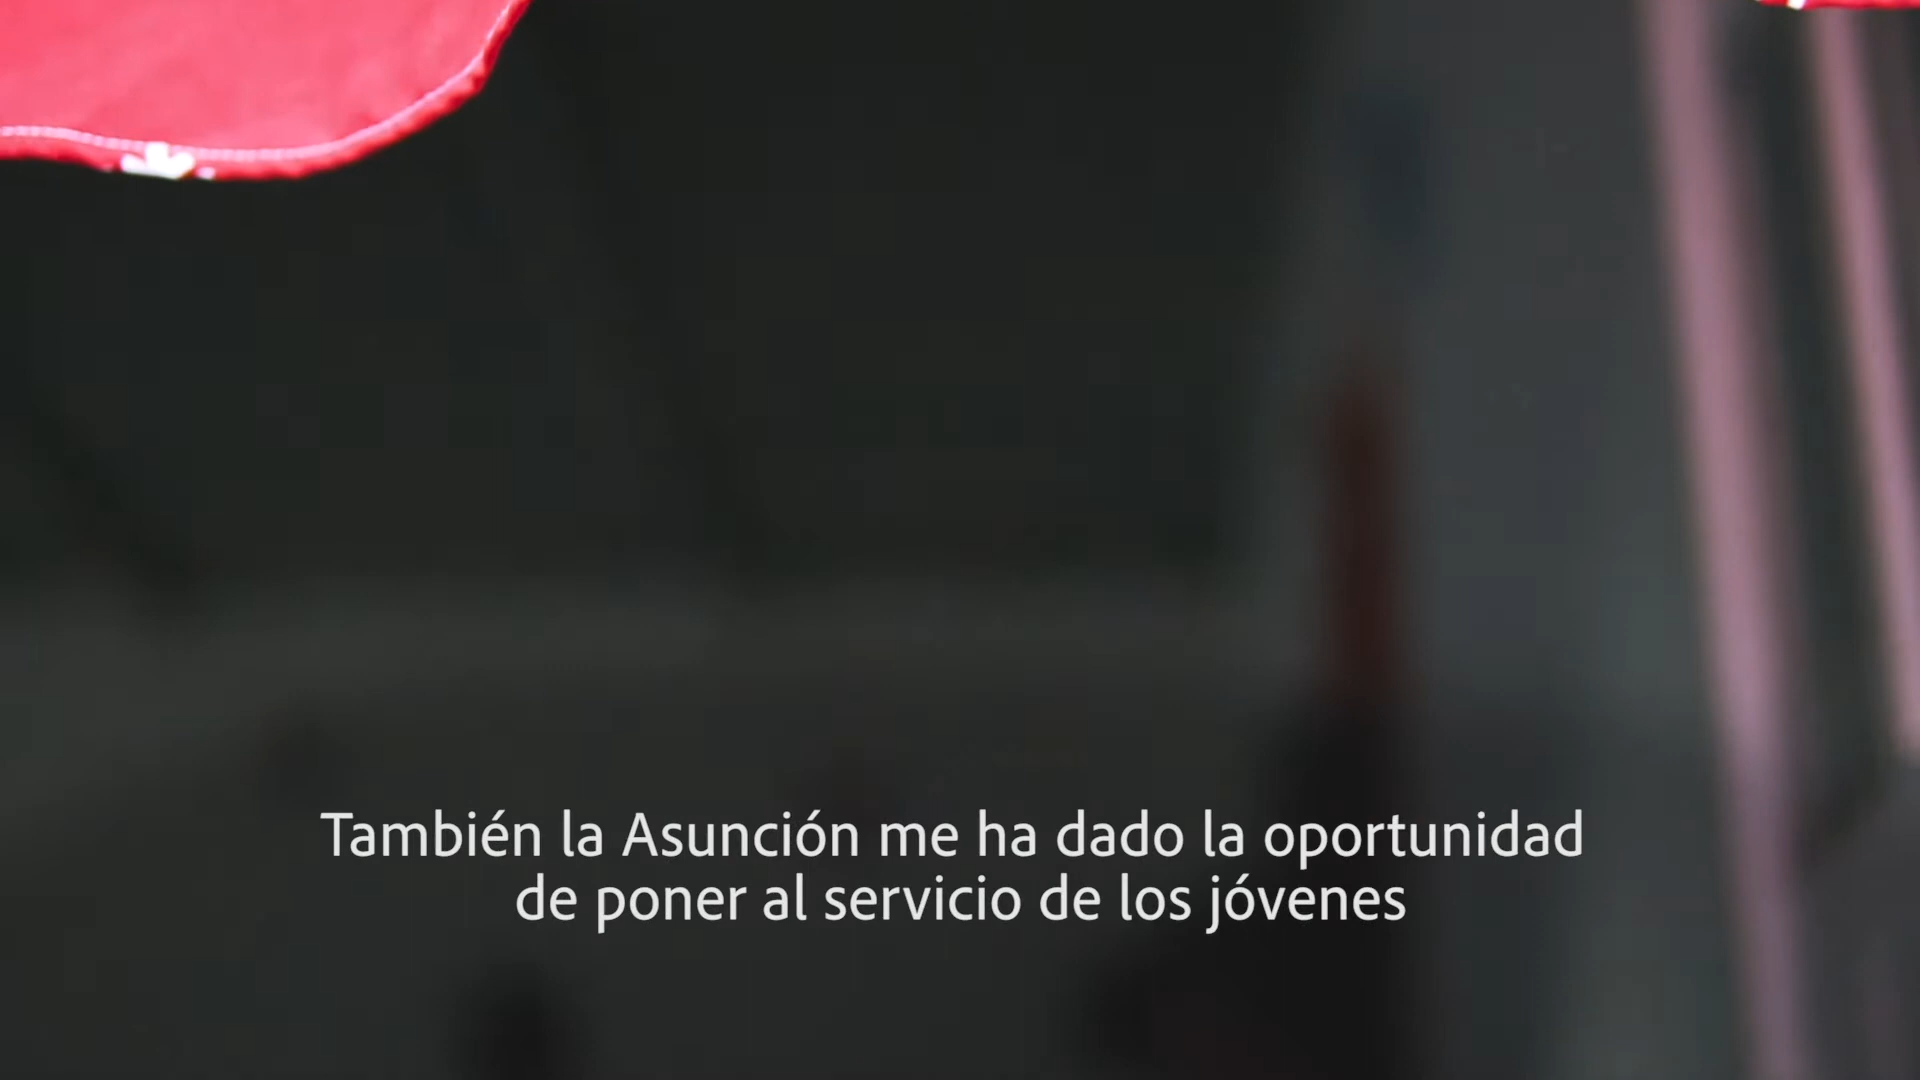 También la Asunción me ha dado la oportunidad
de poner al servicio de los jóvenes